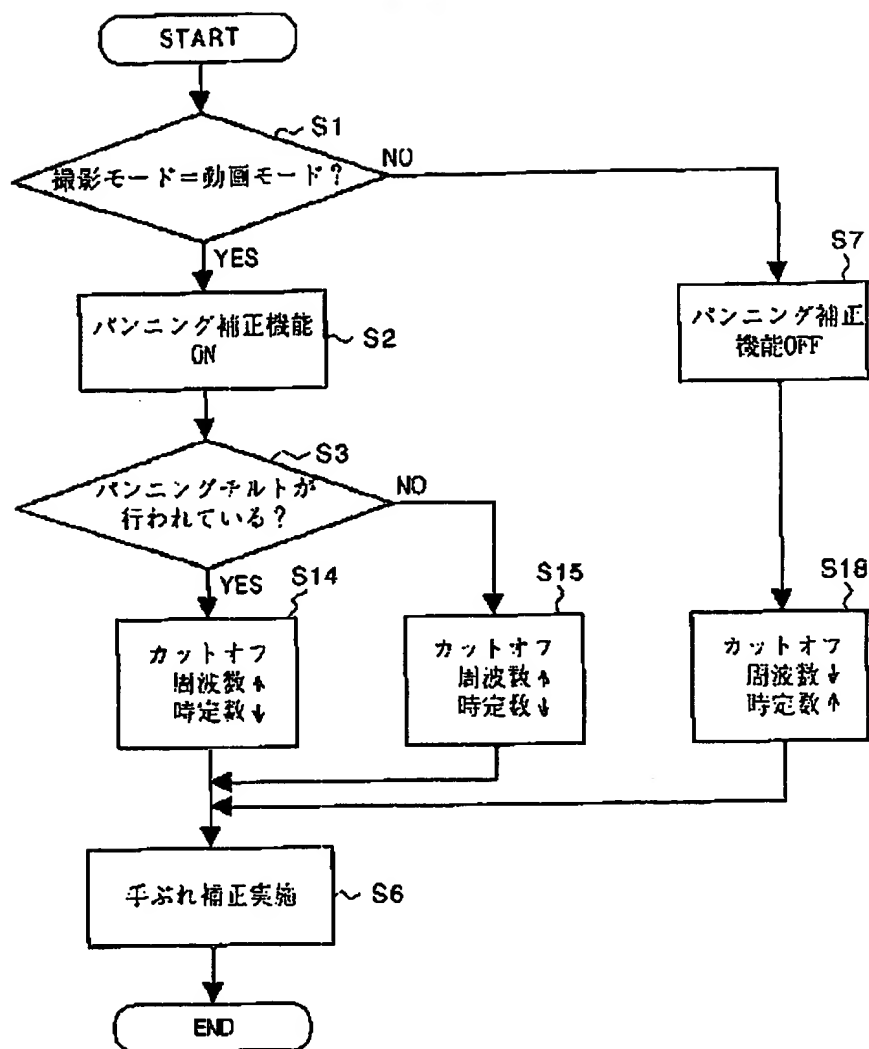 START
S1
撮影モード=動画モード?
NO
YES
S7
パンニング補正機能
ON
S2
パンニング補正
機能OFF
S3
パンニングチルトが
行われている?
NO
YES
S14
S15
S18
カットオフ
周波数↑
時定数↓
カットオフ
周波数↑
時定数↓
カットオフ
周波数↓
時定数↑
手ぶれ補正実施
S6
END